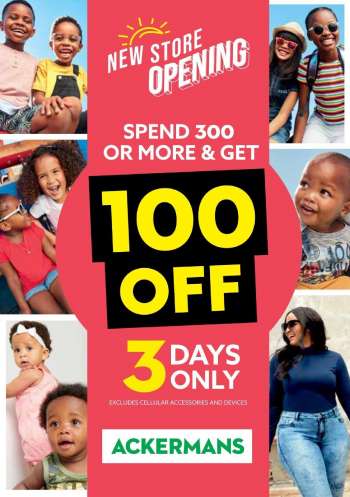 NEW STORE
OPENING
SPEND 300
OR MORE & GET
100
OFF
3 DAYS
ONLY
EXCLUDES CELLULAR ACCESSORIES AND DEVICES
ACKERMANS